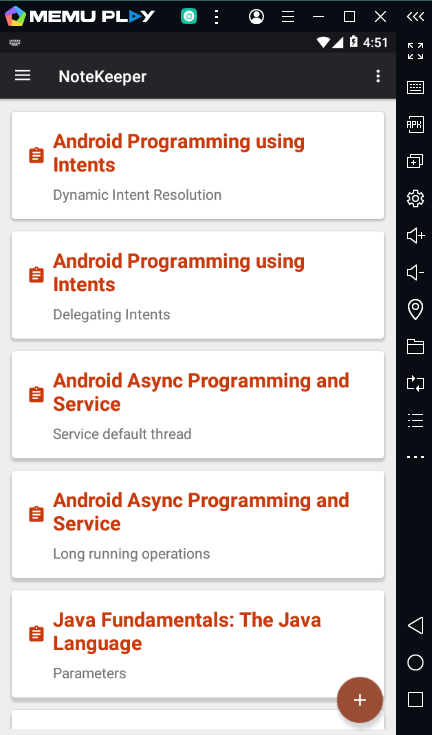 MEMU PLAY
4:51
APK
NoteKeeper
Android Programming using
Intents
Dynamic Intent Resolution
Android Programming using
Intents
Delegating Intents
Android Async Programming and
Service
Service default thread
Android Async Programming and
Service
Long running operations
Java Fundamentals: The Java
Language
Parameters